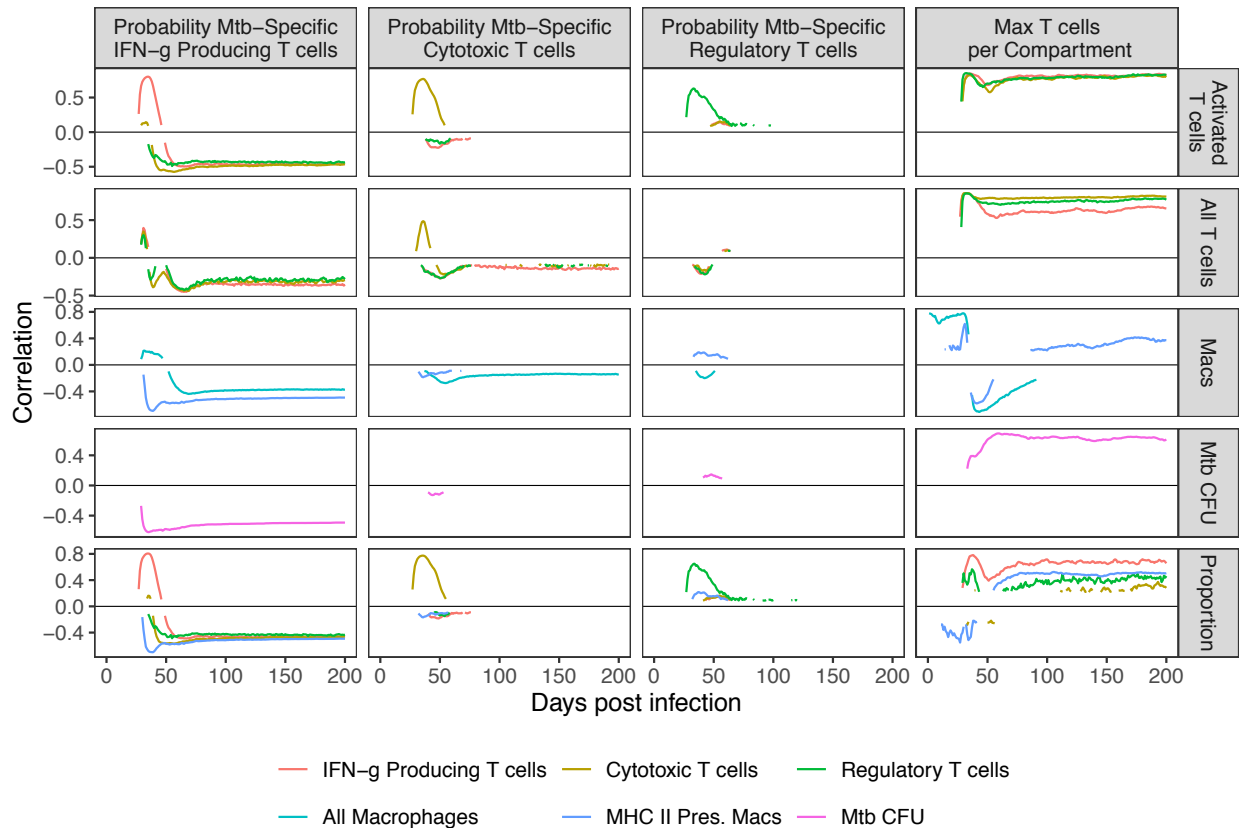 Probability Mtb−Specific
IFN−g Producing T cells
Probability Mtb−Specific
Cytotoxic T cells
Probability Mtb−Specific
Regulatory T cells
Max T cells
per Compartment
0.5
0.0
−0.5
Activated
T cells
0.5
0.0
−0.5
All T cells
0.8
0.4
0.0
−0.4
Macs
0.4
0.0
−0.4
Mtb CFU
0.8
0.4
0.0
−0.4
Proportion
Correlation
0 50 100 150 200 0 50 100 150 200 0 50 100 150 200 0 50 100 150 200
Days post infection
IFN−g Producing T cells Cytotoxic T cells Regulatory T cells
All Macrophages MHC II Pres. Macs Mtb CFU